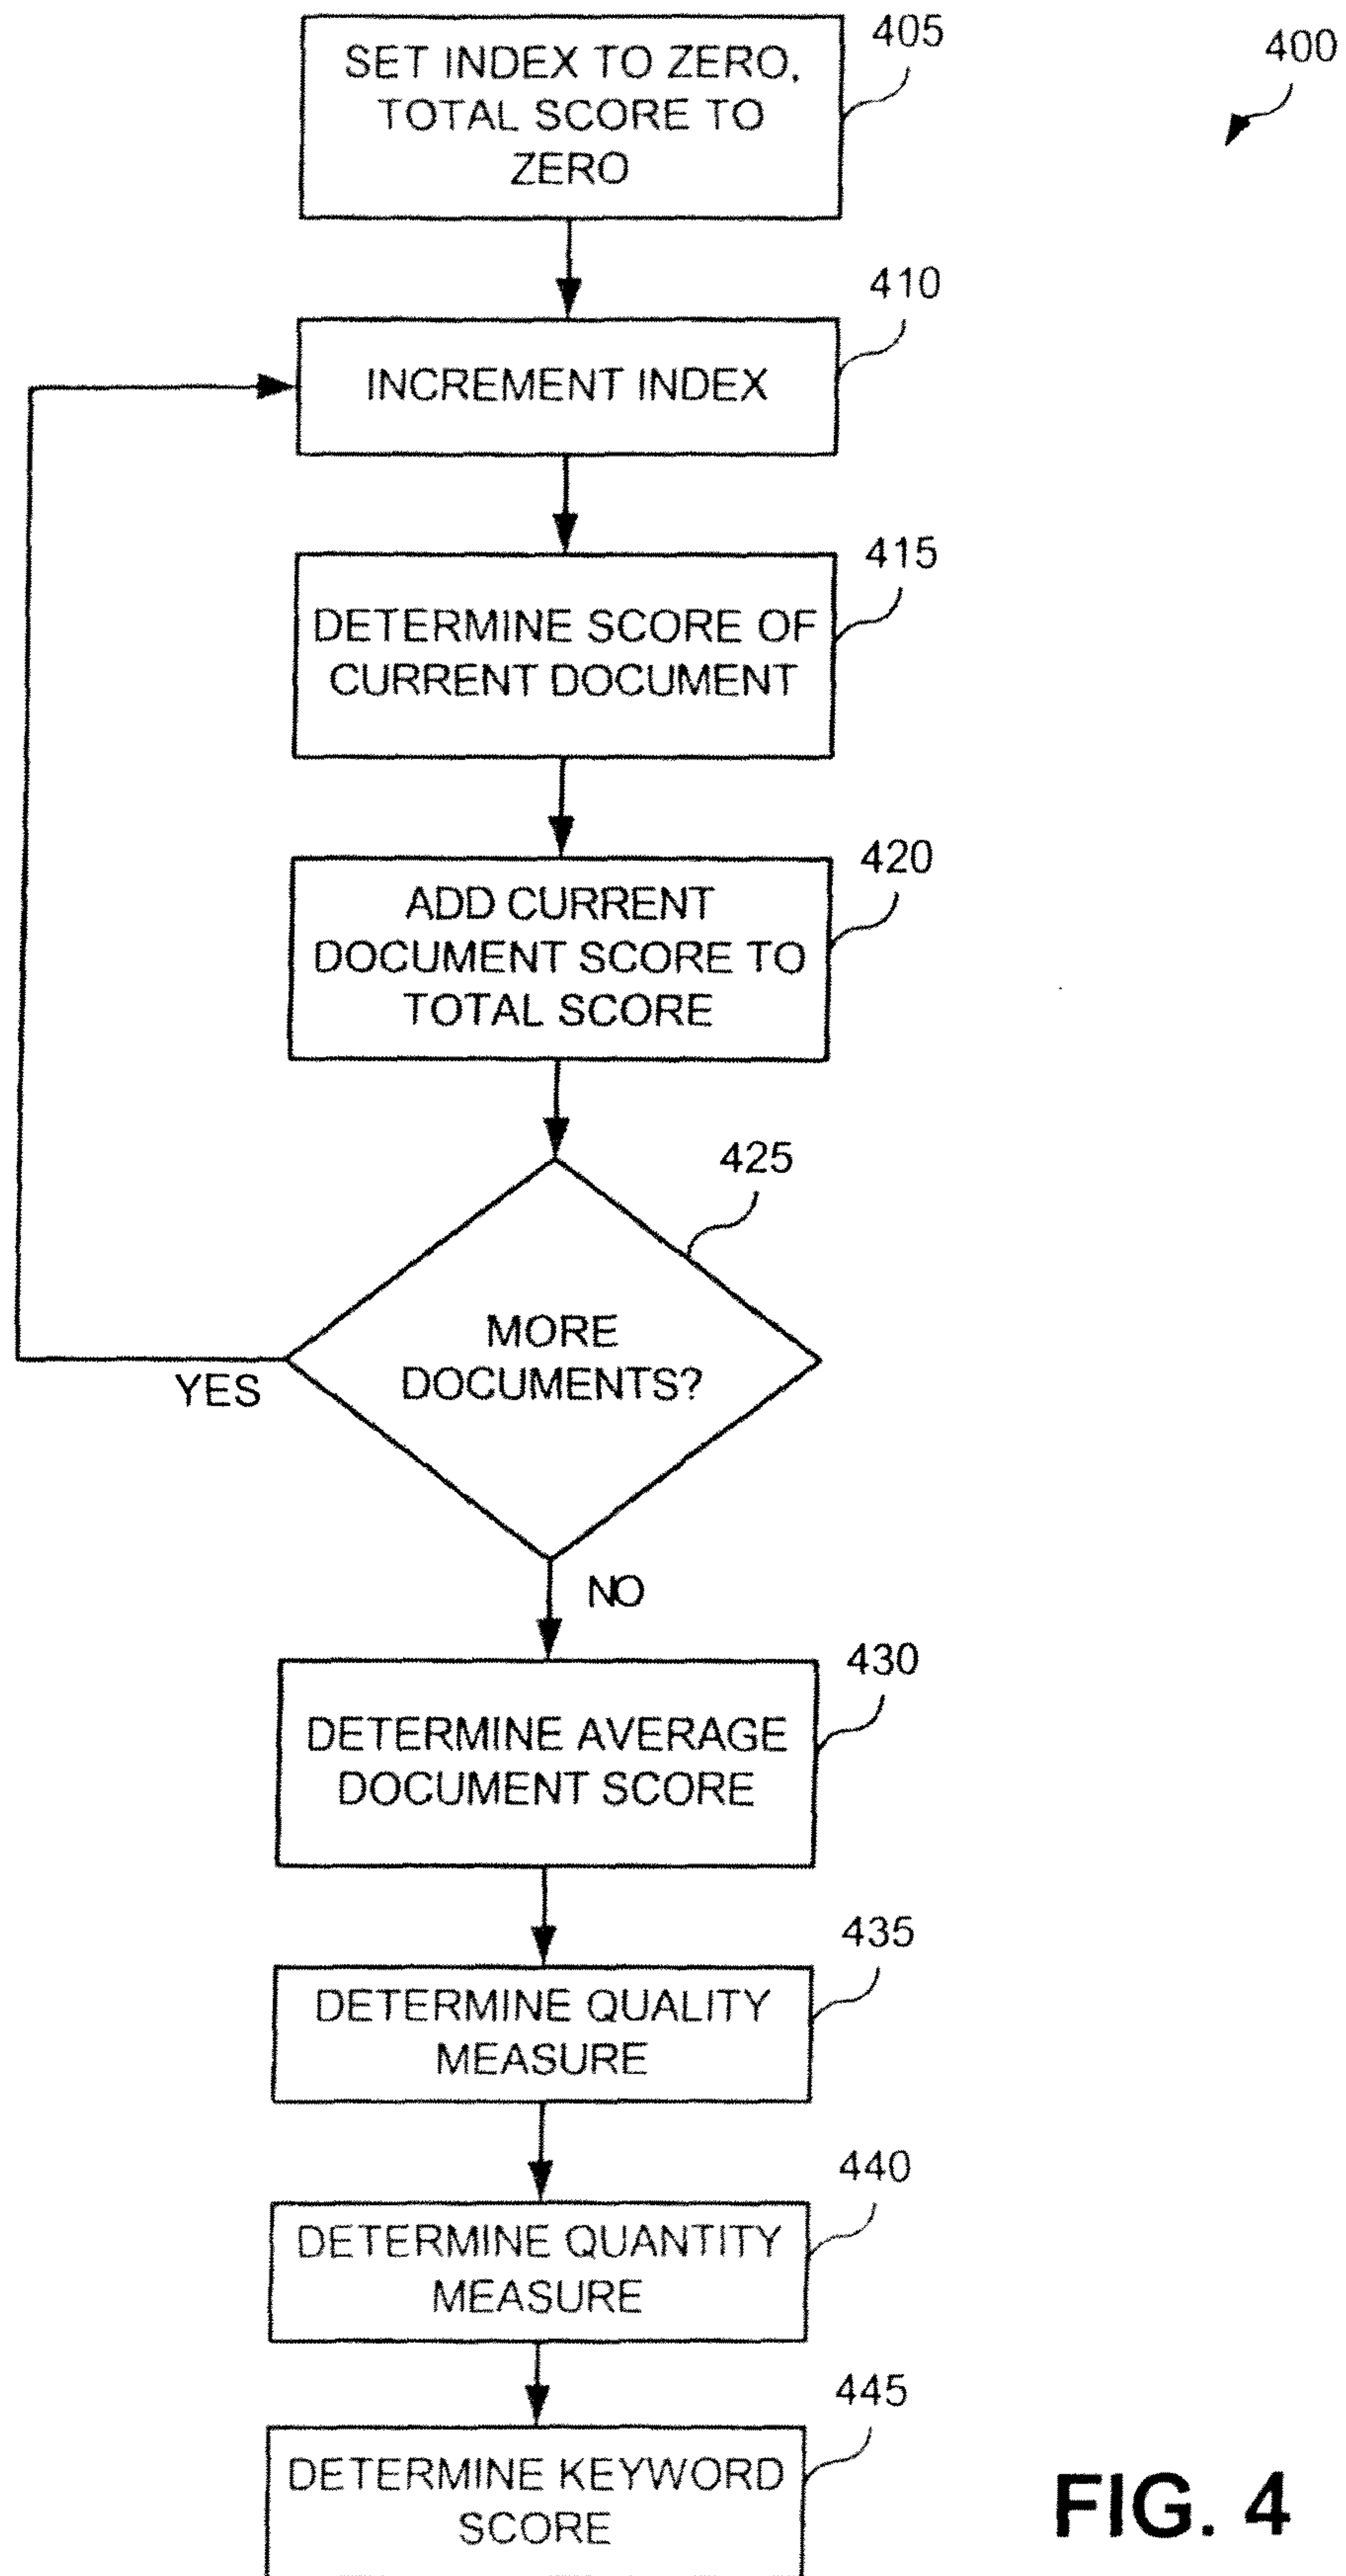 405
400
SET INDEX TO ZERO,
TOTAL SCORE TO
ZERO
410
INCREMENT INDEX
415
DETERMINE SCORE OF
CURRENT DOCUMENT
420
ADD CURRENT
DOCUMENT SCORE TO
TOTAL SCORE
425
MORE
DOCUMENTS?
YES
NO
430
DETERMINE AVERAGE
DOCUMENT SCORE
435
DETERMINE QUALITY
MEASURE
440
DETERMINE QUANTITY
MEASURE
445
DETERMINE KEYWORD
SCORE
FIG. 4